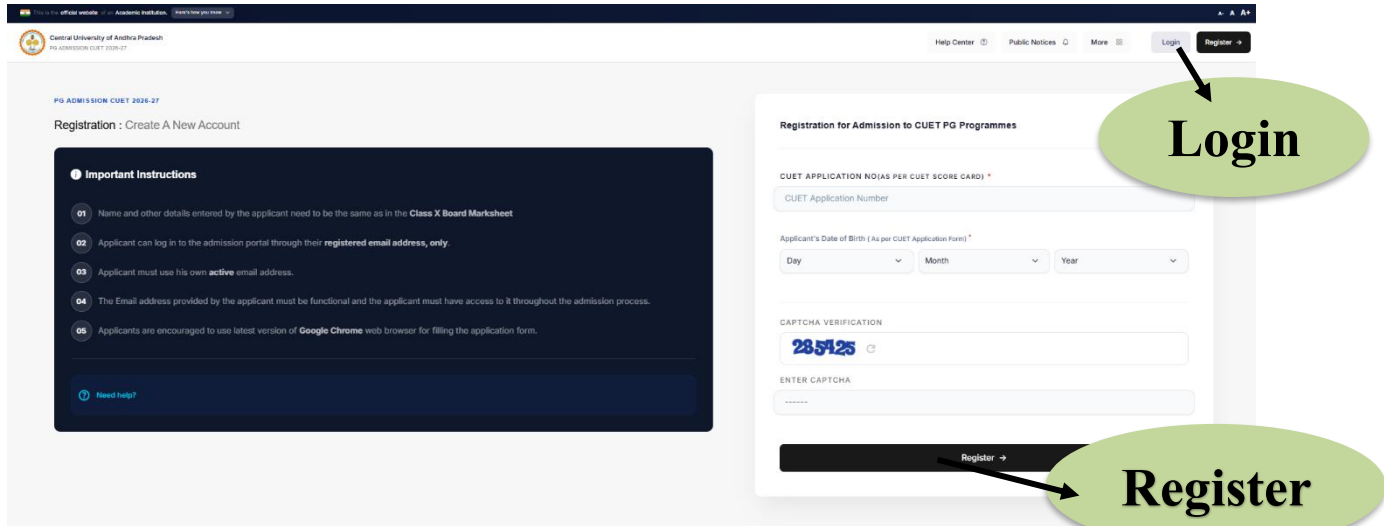 This is the official website of an Academic Institution. Here's how you know
A- A A+
Central University of Andhra Pradesh
PG ADMISSION CUET 2026-27
Help Center
Public Notices
More
Login
Register →
Login
PG ADMISSION CUET 2026-27
Registration : Create A New Account
Important Instructions
01 Name and other details entered by the applicant need to be the same as in the Class X Board Marksheet
02 Applicant can log in to the admission portal through their registered email address, only.
03 Applicant must use his own active email address.
04 The Email address provided by the applicant must be functional and the applicant must have access to it throughout the admission process.
05 Applicants are encouraged to use latest version of Google Chrome web browser for filling the application form.
Need help?
Registration for Admission to CUET PG Programmes
CUET APPLICATION NO(AS PER CUET SCORE CARD) *
CUET Application Number
Applicant's Date of Birth ( As per CUET Application Form) *
Day Month Year
CAPTCHA VERIFICATION
285425
ENTER CAPTCHA
------
Register →
Register